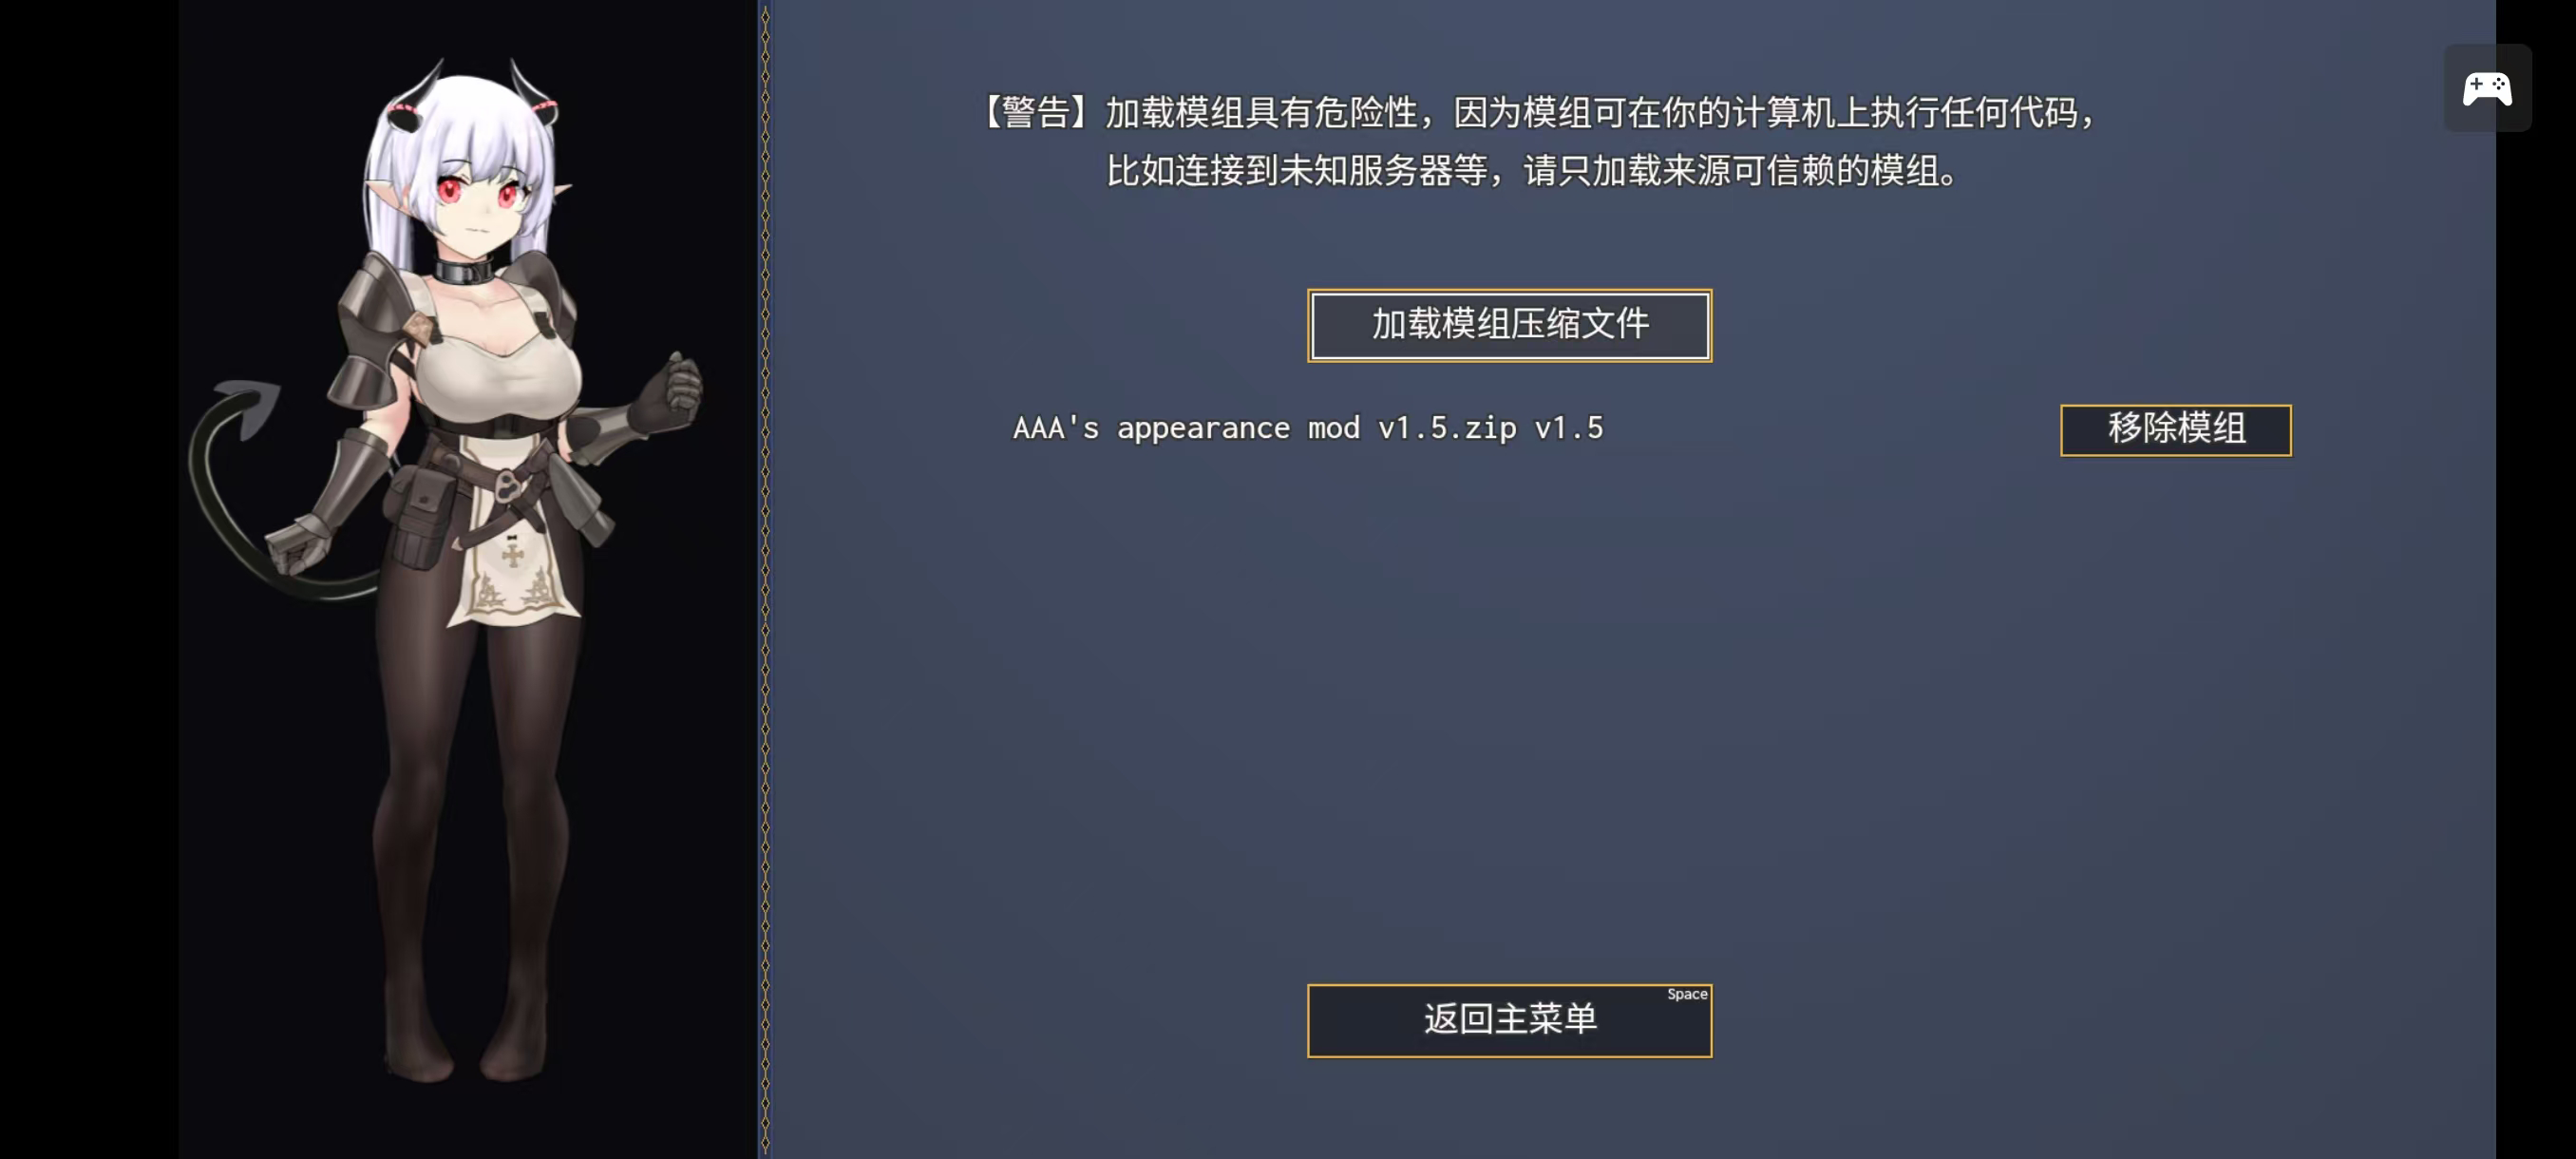 【警告】加载模组具有危险性，因为模组可在你的计算机上执行任何代码，
比如连接到未知服务器等，请只加载来源可信赖的模组。
加载模组压缩文件
AAA's appearance mod v1.5.zip v1.5
移除模组
Space
返回主菜单